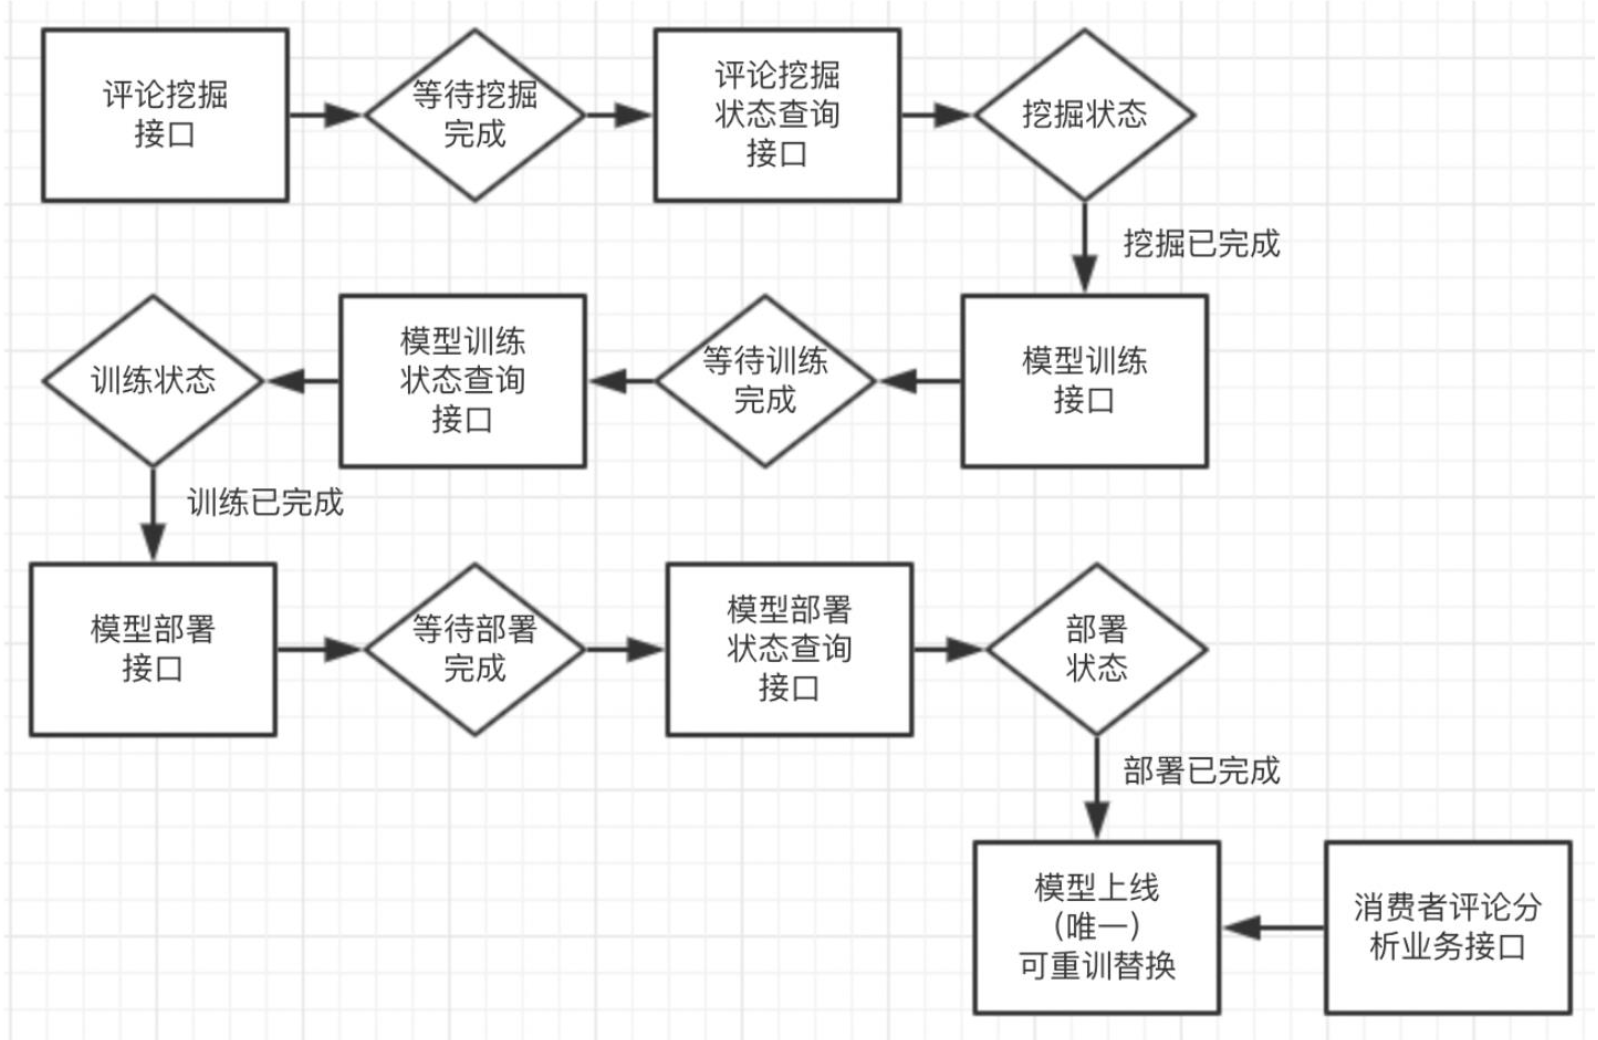 评论挖掘
接口
等待挖掘
完成
评论挖掘
状态查询
接口
挖掘状态
挖掘已完成
模型训练
接口
等待训练
完成
模型训练
状态查询
接口
训练状态
训练已完成
模型部署
接口
等待部署
完成
模型部署
状态查询
接口
部署
状态
部署已完成
模型上线
（唯一）
可重训替换
消费者评论分
析业务接口